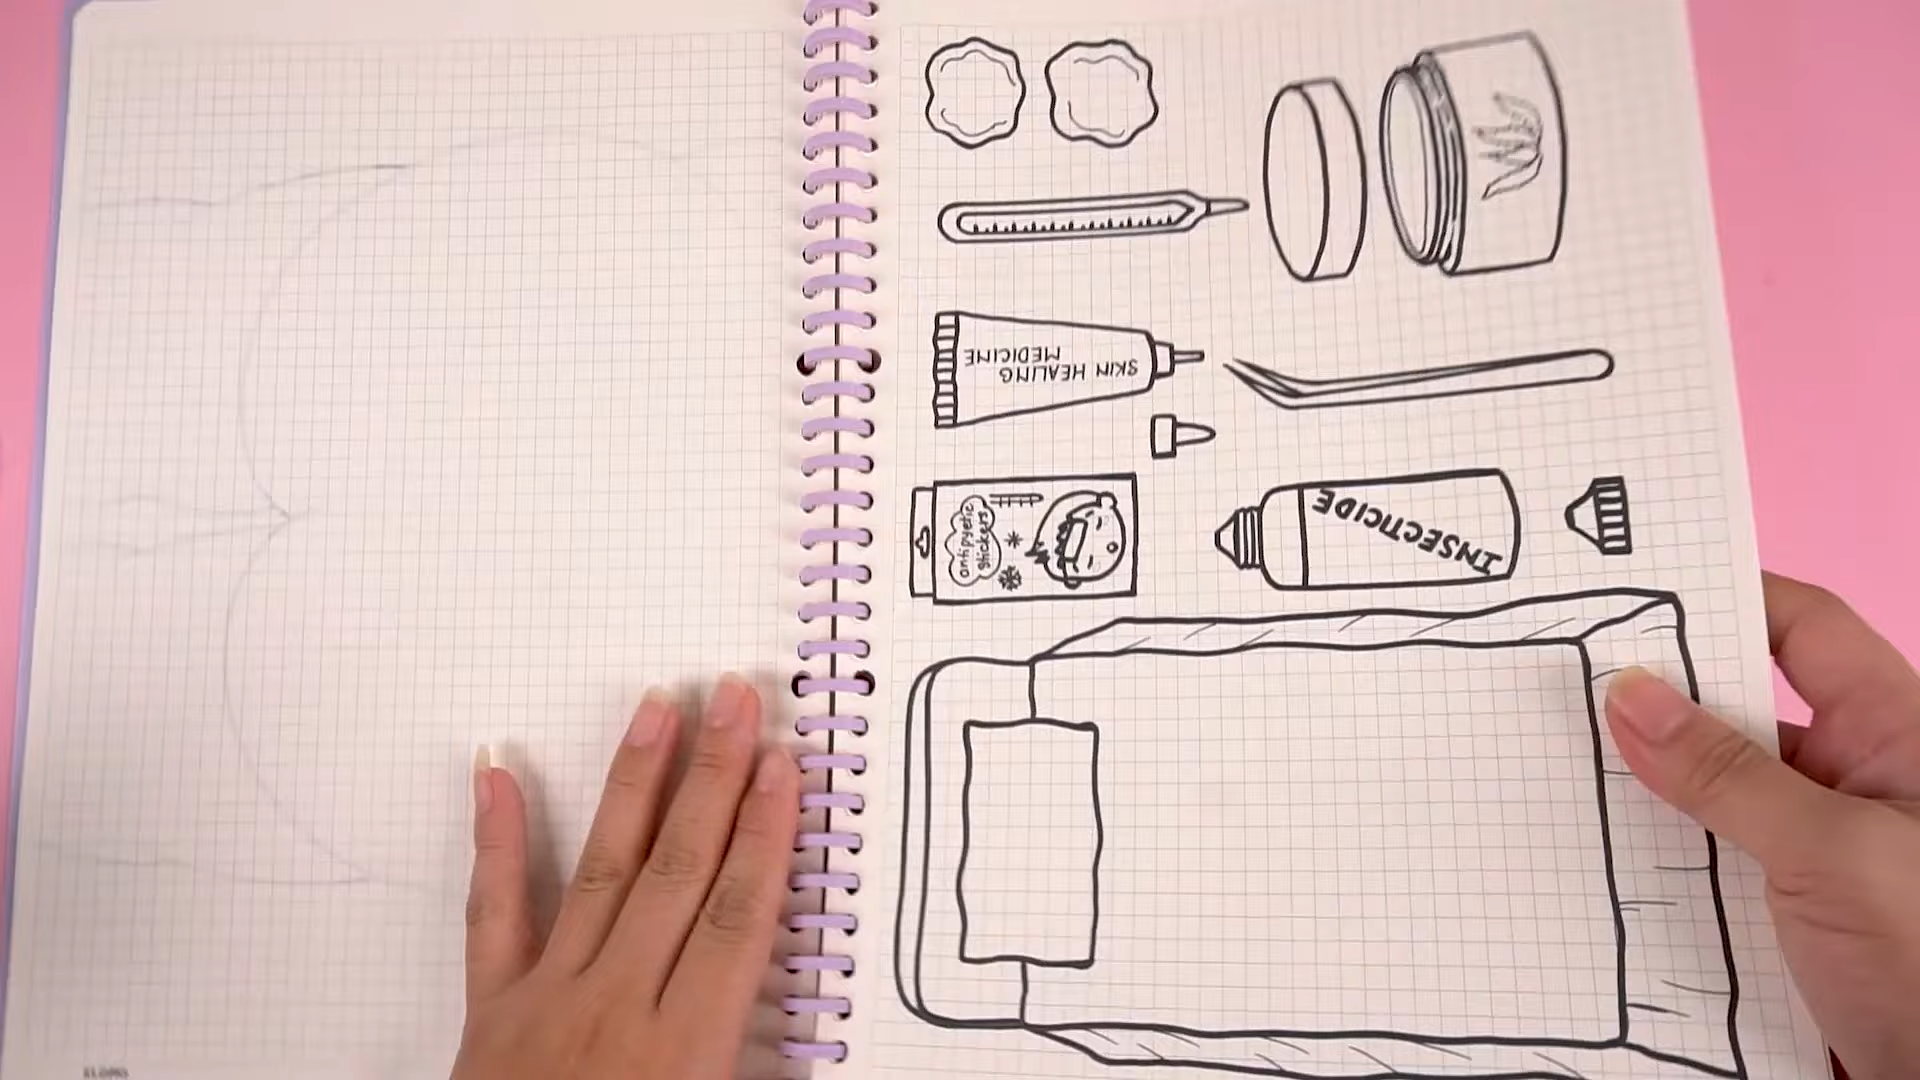 SKIN HEALING
MEDICINE
antipyretic
stickers
INSECTICIDE